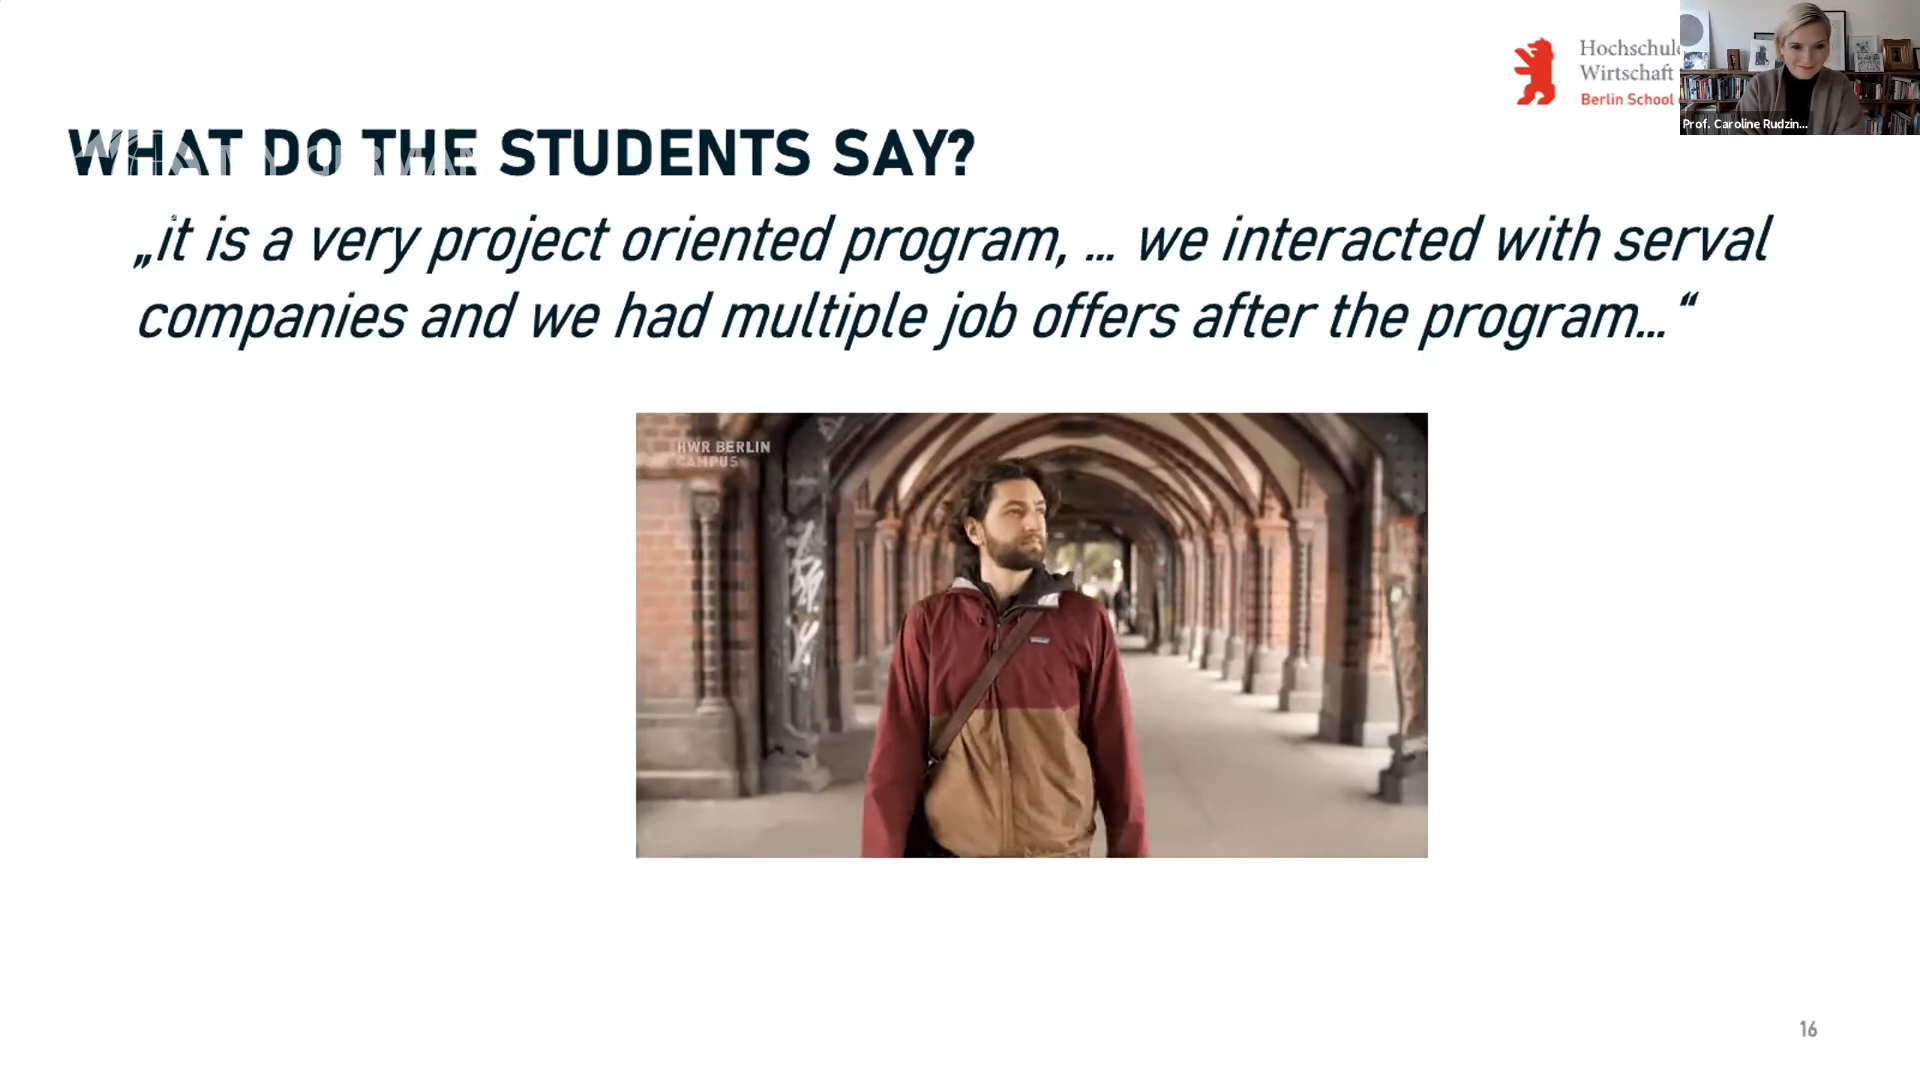 Hochschule
Wirtschaft
Berlin School
Prof. Caroline Rudzin...
WHAT DO THE STUDENTS SAY?
„it is a very project oriented program, ... we interacted with serval
companies and we had multiple job offers after the program...“
HWR BERLIN
CAMPUS
16